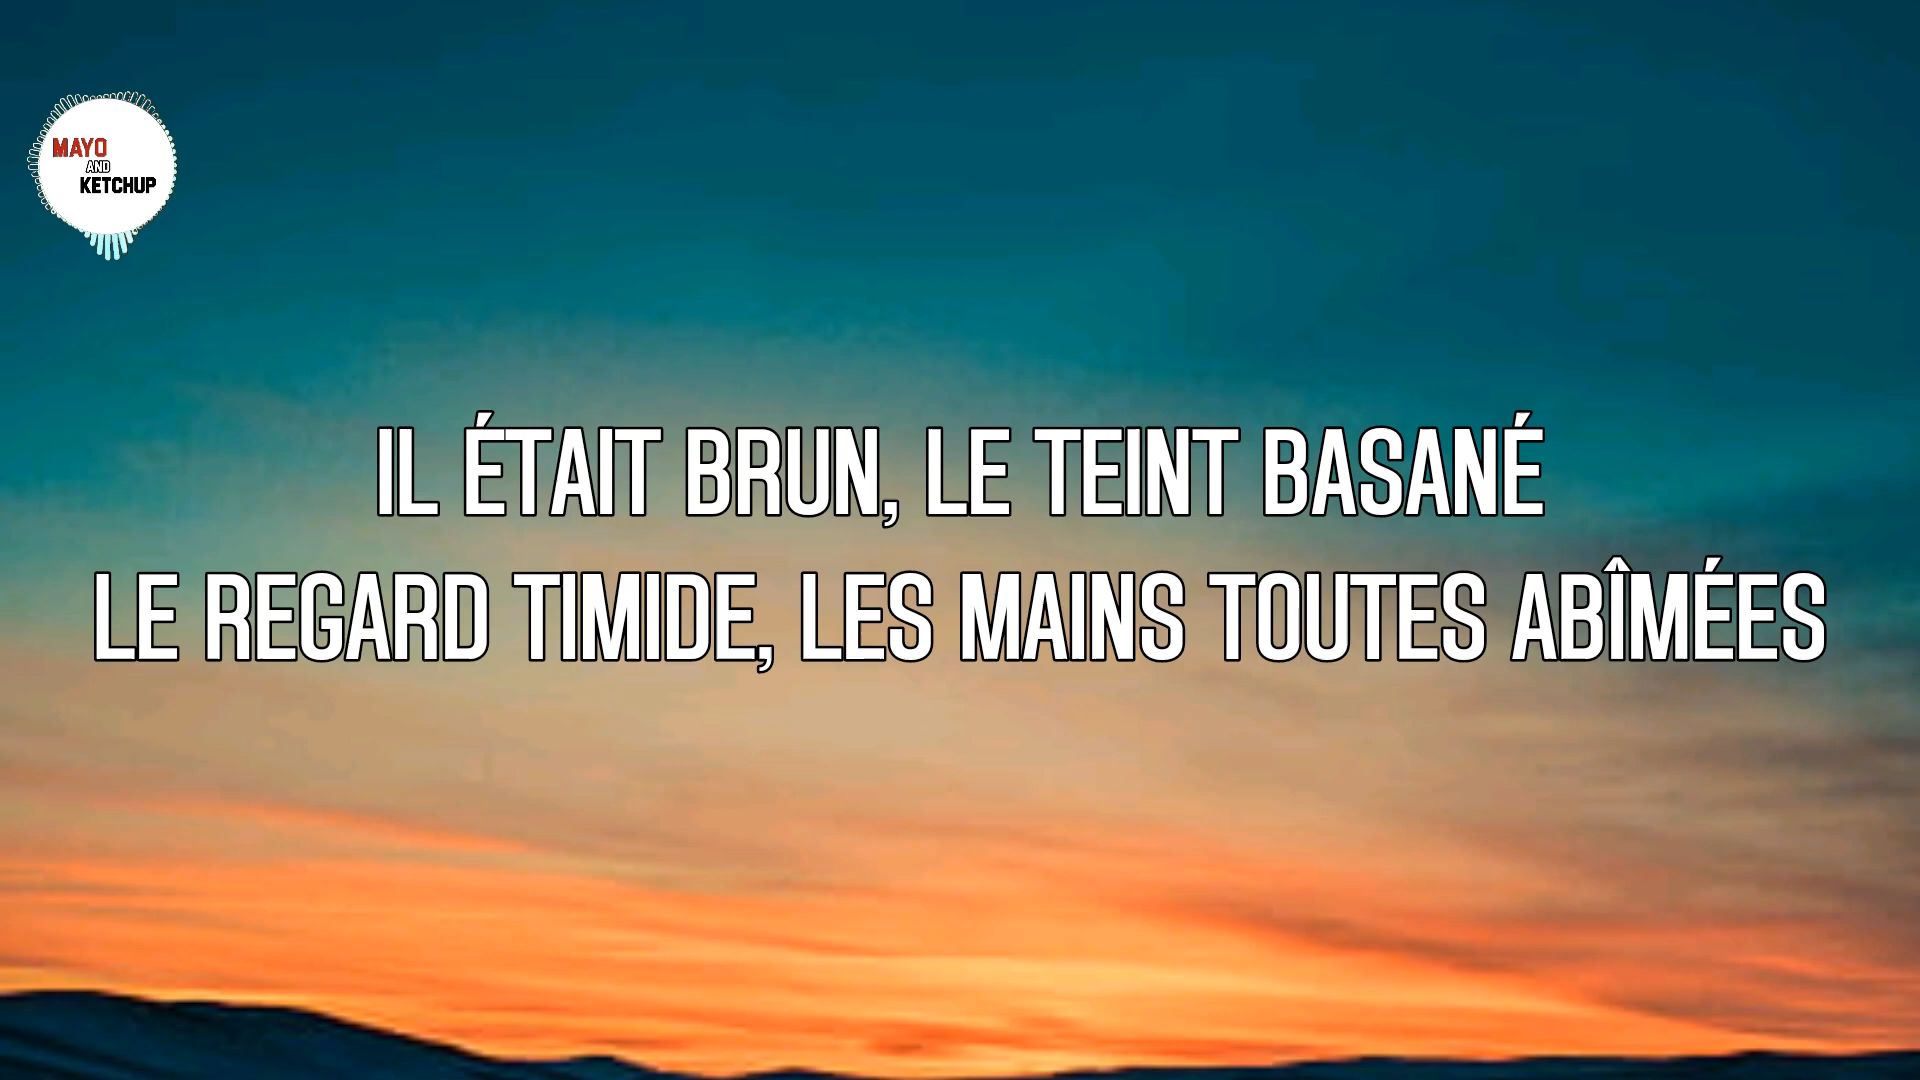 MAYO
AND
KETCHUP
IL ÉTAIT BRUN, LE TEINT BASANÉ
LE REGARD TIMIDE, LES MAINS TOUTES ABÎMÉES